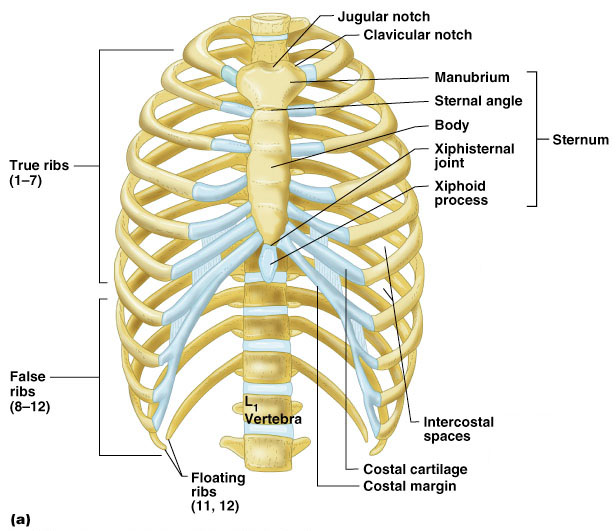 Jugular notch
Clavicular notch
Manubrium
Sternal angle
Body
Xiphisternal
joint
Xiphoid
process
Sternum
True ribs
(1–7)
False
ribs
(8–12)
L1
Vertebra
Floating
ribs
(11, 12)
Intercostal
spaces
Costal cartilage
Costal margin
(a)